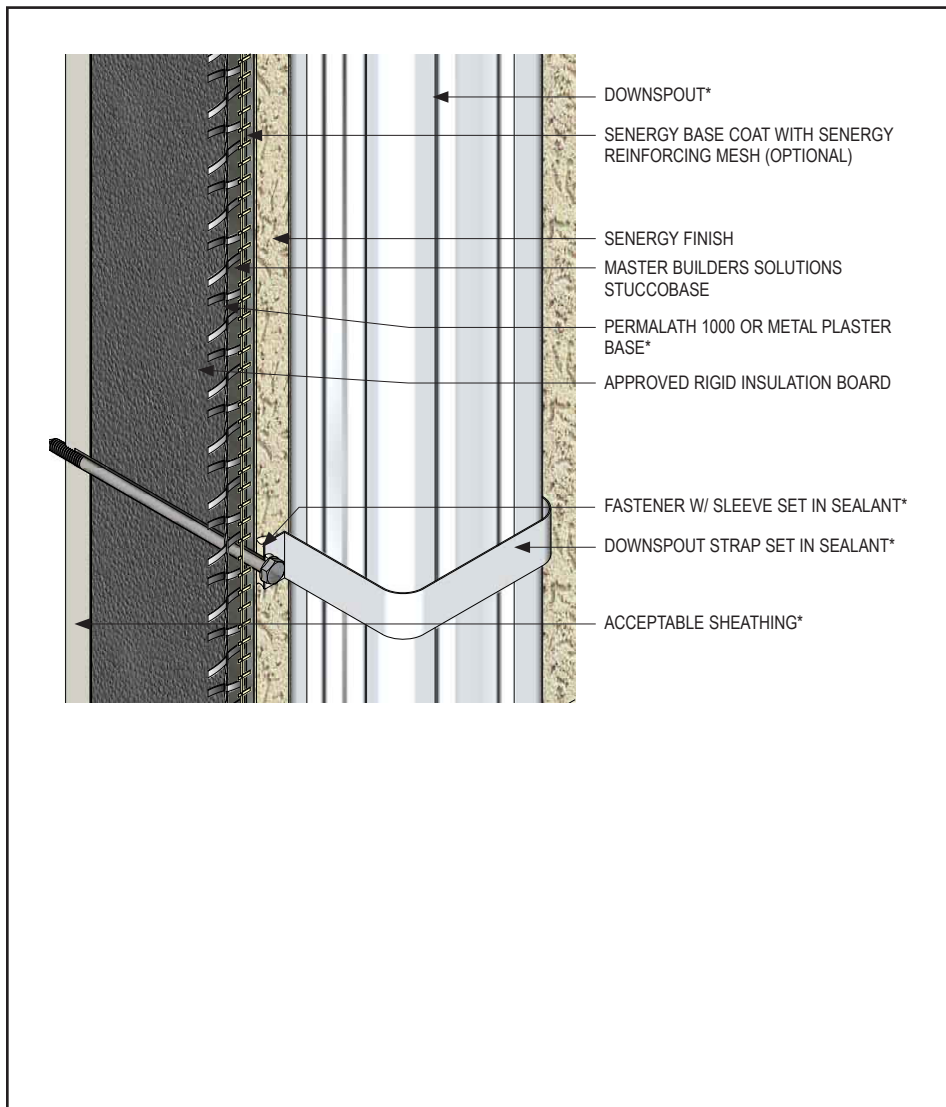 DOWNSPOUT*
SENERGY BASE COAT WITH SENERGY
REINFORCING MESH (OPTIONAL)
SENERGY FINISH
MASTER BUILDERS SOLUTIONS
STUCCOBASE
PERMALATH 1000 OR METAL PLASTER
BASE*
APPROVED RIGID INSULATION BOARD
FASTENER W/ SLEEVE SET IN SEALANT*
DOWNSPOUT STRAP SET IN SEALANT*
ACCEPTABLE SHEATHING*